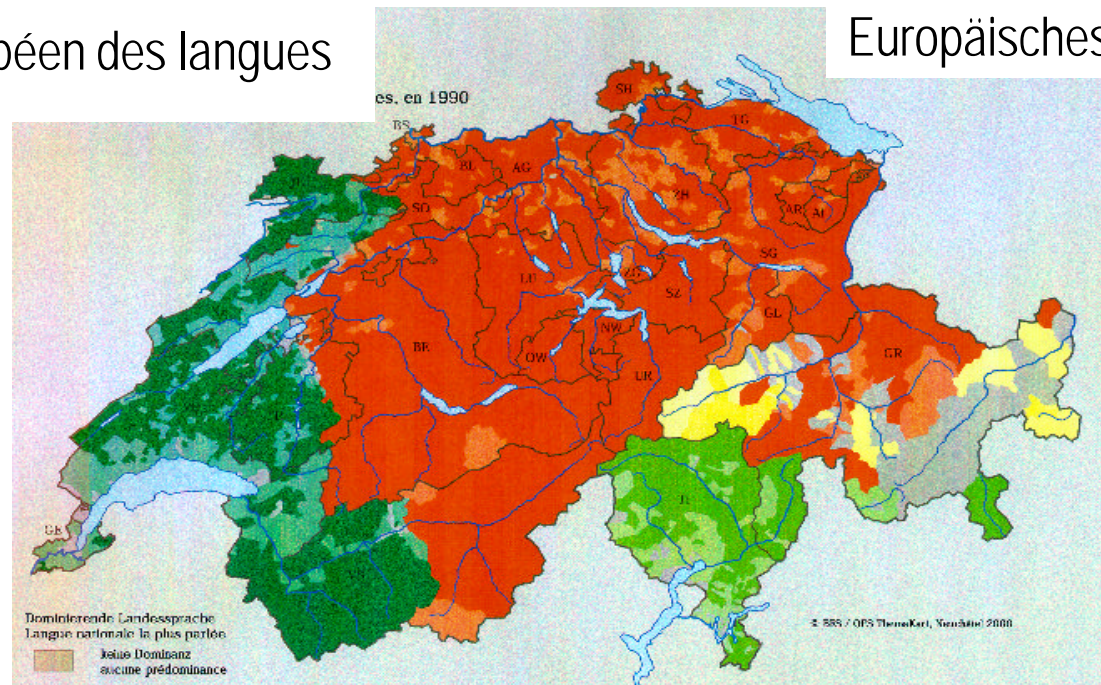 péen des langues
Europäisches
es, en 1990
SH
BS
TG
BL
AG
ZH
SO
AR
AI
SG
LU
ZG
SZ
GL
NW
BE
OW
UR
GR
TI
GE
VS
Dominierende Landessprache
Langue nationale la plus parlée
keine Dominanz
aucune prédominance
© BFS / OFS ThemaKart, Neuchâtel 2000